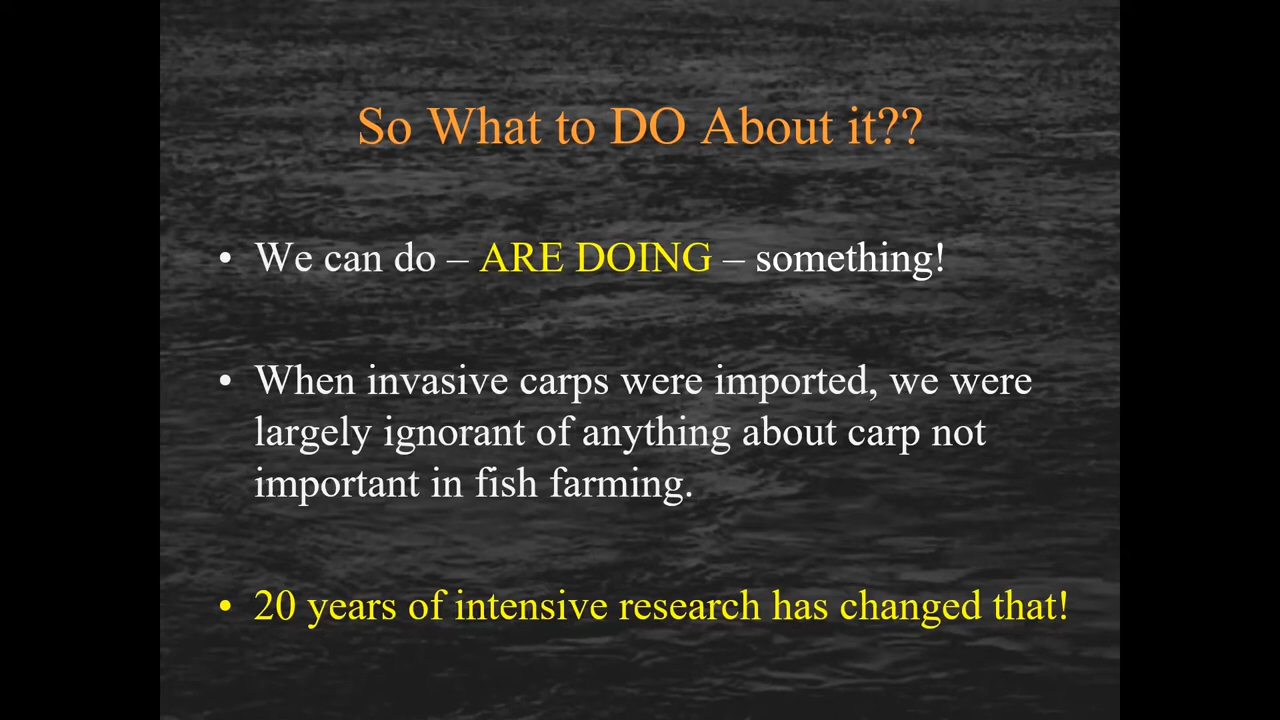 So What to DO About it??
• We can do – ARE DOING – something!
• When invasive carps were imported, we were
largely ignorant of anything about carp not
important in fish farming.
• 20 years of intensive research has changed that!